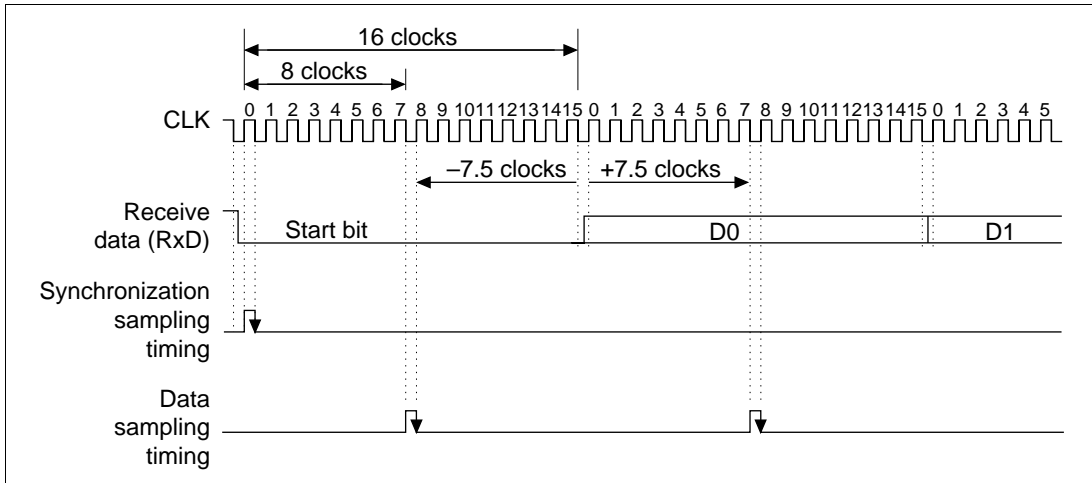 16 clocks
8 clocks
0 1 2 3 4 5 6 7 8 9 10 11 12 13 14 15 0 1 2 3 4 5 6 7 8 9 10 11 12 13 14 15 0 1 2 3 4 5
CLK
–7.5 clocks +7.5 clocks
Receive
data (RxD)
Start bit D0 D1
Synchronization
sampling
timing
Data
sampling
timing